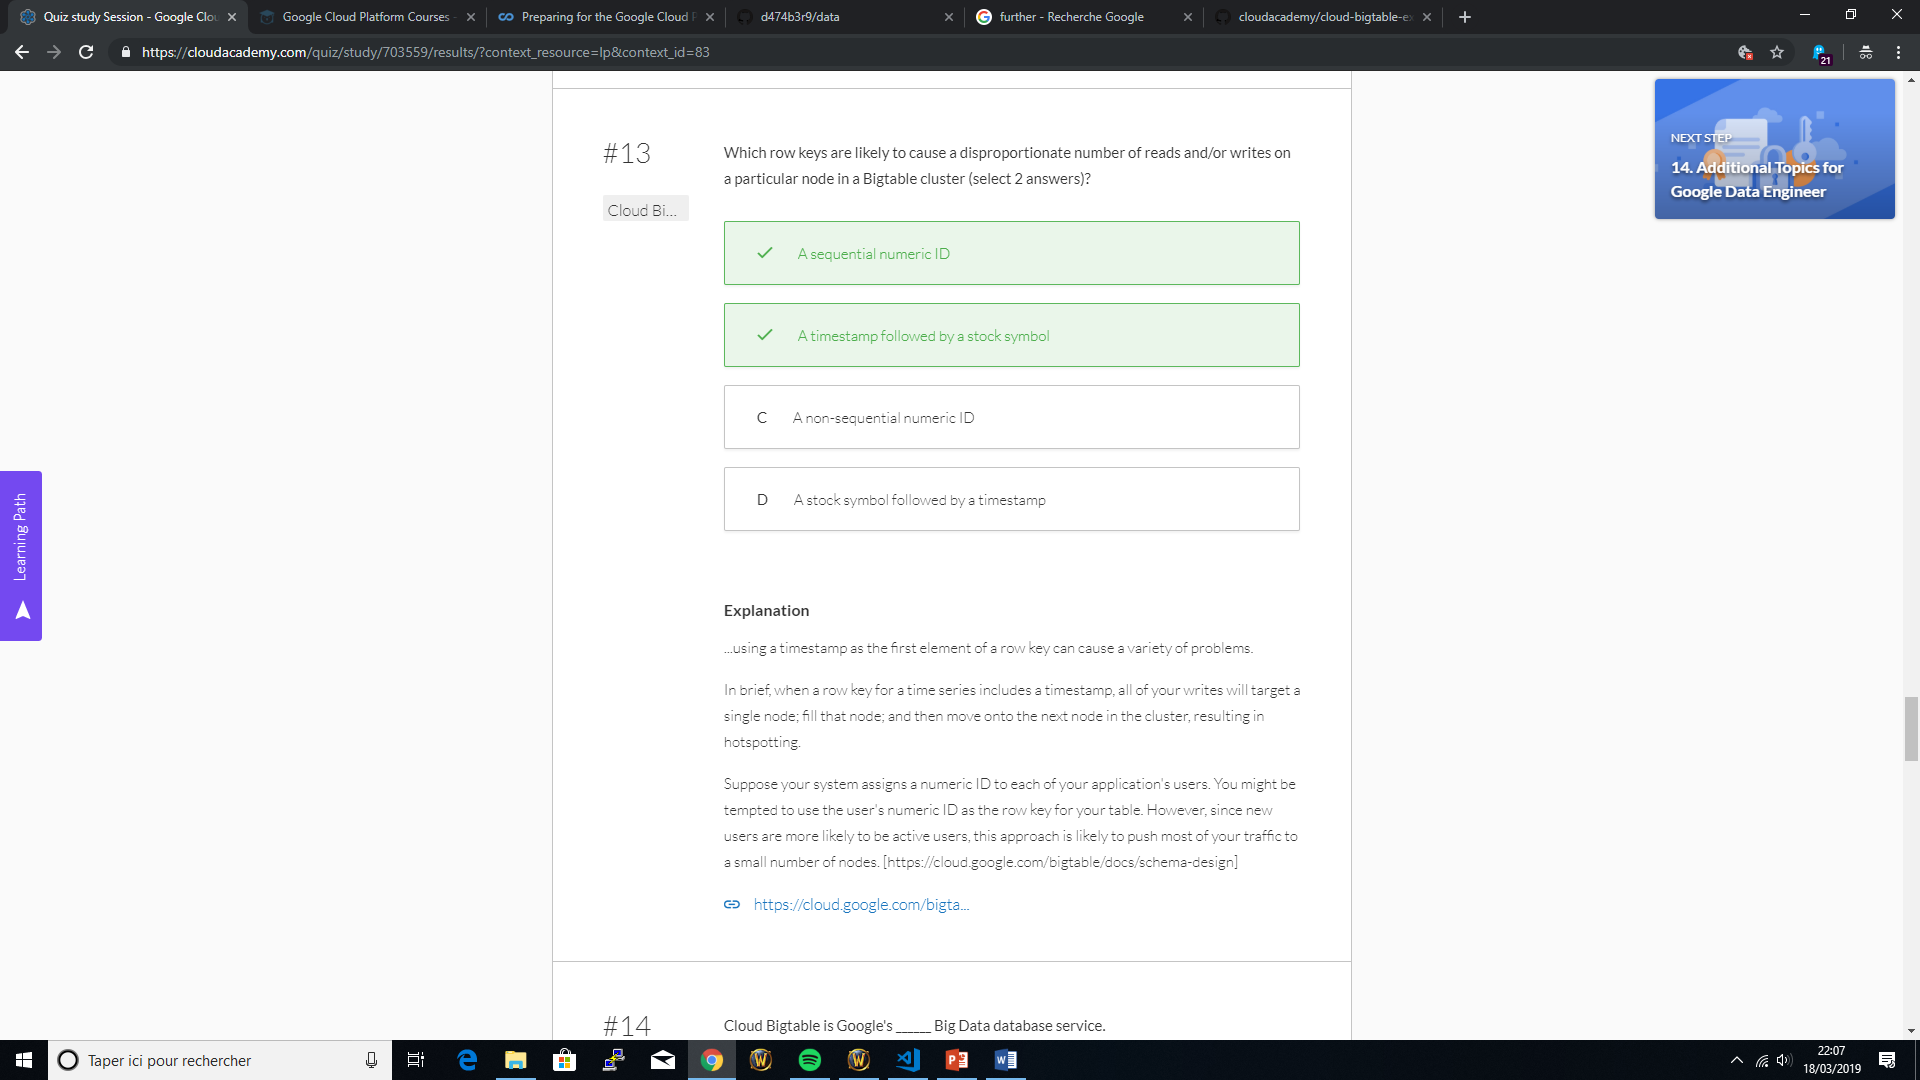 Quiz study Session - Google Clou
Google Cloud Platform Courses -
Preparing for the Google Cloud P
d474b3r9/data
further - Recherche Google
cloudacademy/cloud-bigtable-ex
https://cloudacademy.com/quiz/study/703559/results/?context_resource=lp&context_id=83
21
NEXT STEP
14. Additional Topics for
Google Data Engineer
#13
Cloud Bi...
Which row keys are likely to cause a disproportionate number of reads and/or writes on
a particular node in a Bigtable cluster (select 2 answers)?
A sequential numeric ID
A timestamp followed by a stock symbol
C A non-sequential numeric ID
D A stock symbol followed by a timestamp
Learning Path
Explanation
...using a timestamp as the first element of a row key can cause a variety of problems.
In brief, when a row key for a time series includes a timestamp, all of your writes will target a
single node; fill that node; and then move onto the next node in the cluster, resulting in
hotspotting.
Suppose your system assigns a numeric ID to each of your application's users. You might be
tempted to use the user's numeric ID as the row key for your table. However, since new
users are more likely to be active users, this approach is likely to push most of your traffic to
a small number of nodes. [https://cloud.google.com/bigtable/docs/schema-design]
https://cloud.google.com/bigta...
#14
Cloud Bigtable is Google's ______ Big Data database service.
Taper ici pour rechercher
22:07
18/03/2019